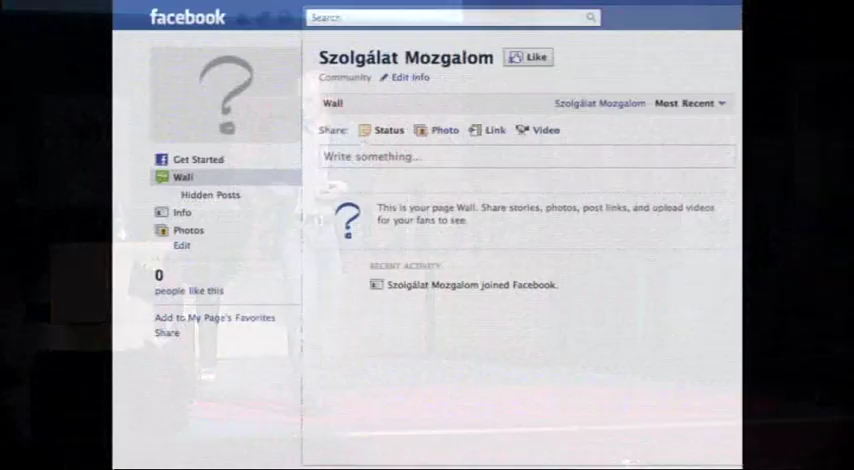 facebook
Search
Szolgálat Mozgalom
Like
Community
Edit Info
Wall
Szolgálat Mozgalom · Most Recent
Share: Status Photo Link Video
Write something...
Get Started
Wall
Hidden Posts
Info
Photos
Edit
This is your page Wall. Share stories, photos, post links, and upload videos
for your fans to see.
RECENT ACTIVITY
Szolgálat Mozgalom joined Facebook.
0
people like this
Add to My Page's Favorites
Share